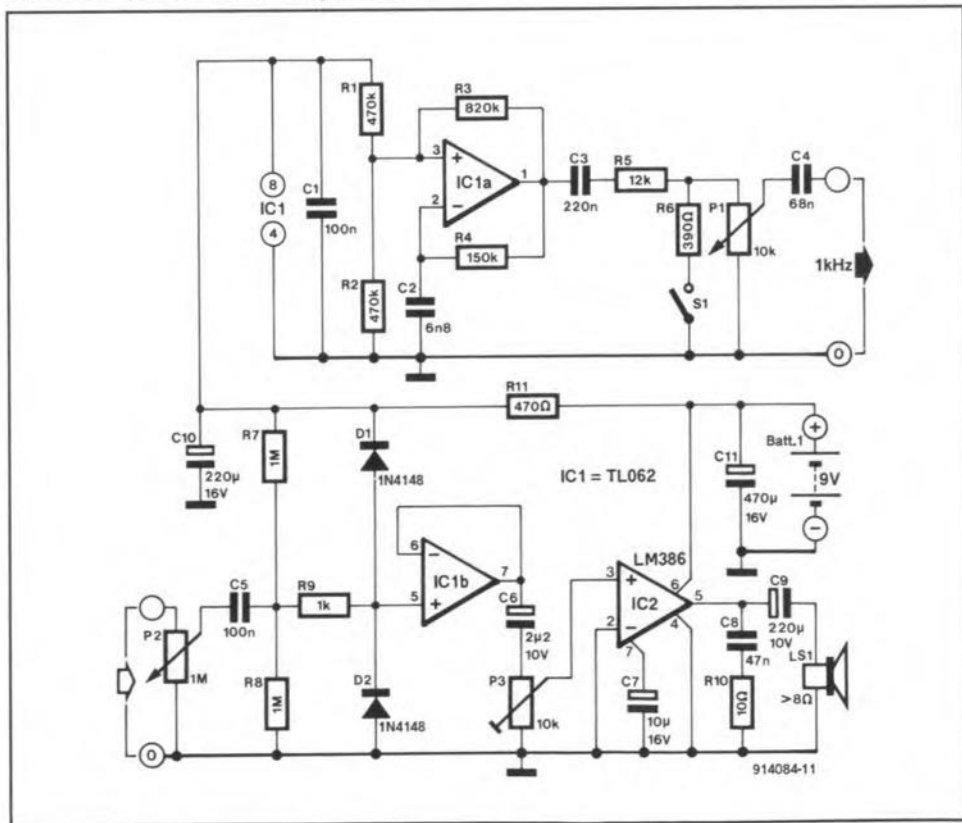 R1
470k
R3
820k
8
IC1
4
C1
100n
3
+
IC1a
1
2
−
R4
150k
C3
220n
R5
12k
R6
390Ω
P1
10k
C4
68n
1kHz
S1
R2
470k
C2
6n8
0
R11
470Ω
C10
220µ
16V
R7
1M
D1
1N4148
IC1 = TL062
C11
470µ
16V
Batt.1
+
9V
−
6
−
IC1b
7
5
+
LM386
3
+
IC2
6
5
2
−
4
7
C5
100n
R9
1k
C6
2µ2
10V
C9
220µ
10V
C8
47n
LS1
>8Ω
P2
1M
R8
1M
D2
1N4148
P3
10k
C7
10µ
16V
R10
10Ω
0
914084-11